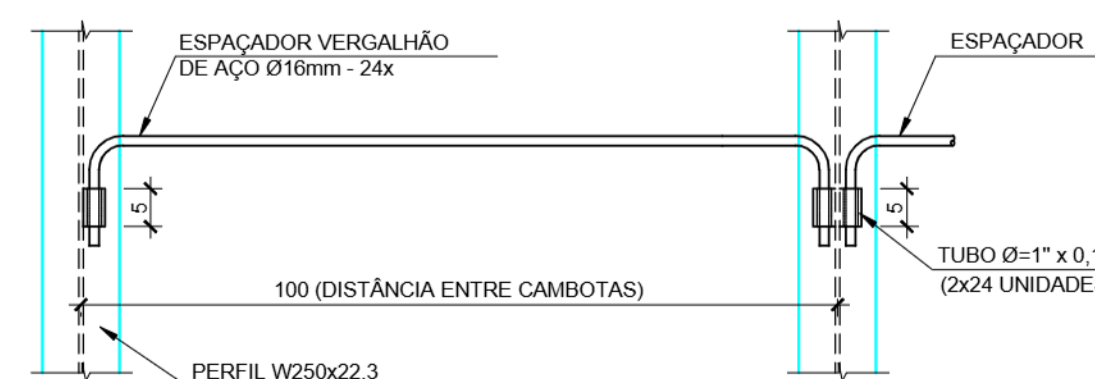 ESPAÇADOR VERGALHÃO
DE AÇO Ø16mm - 24x
ESPAÇADOR
5
5
TUBO Ø=1" x 0,1
(2x24 UNIDADE
100 (DISTÂNCIA ENTRE CAMBOTAS)
PERFIL W250x22,3